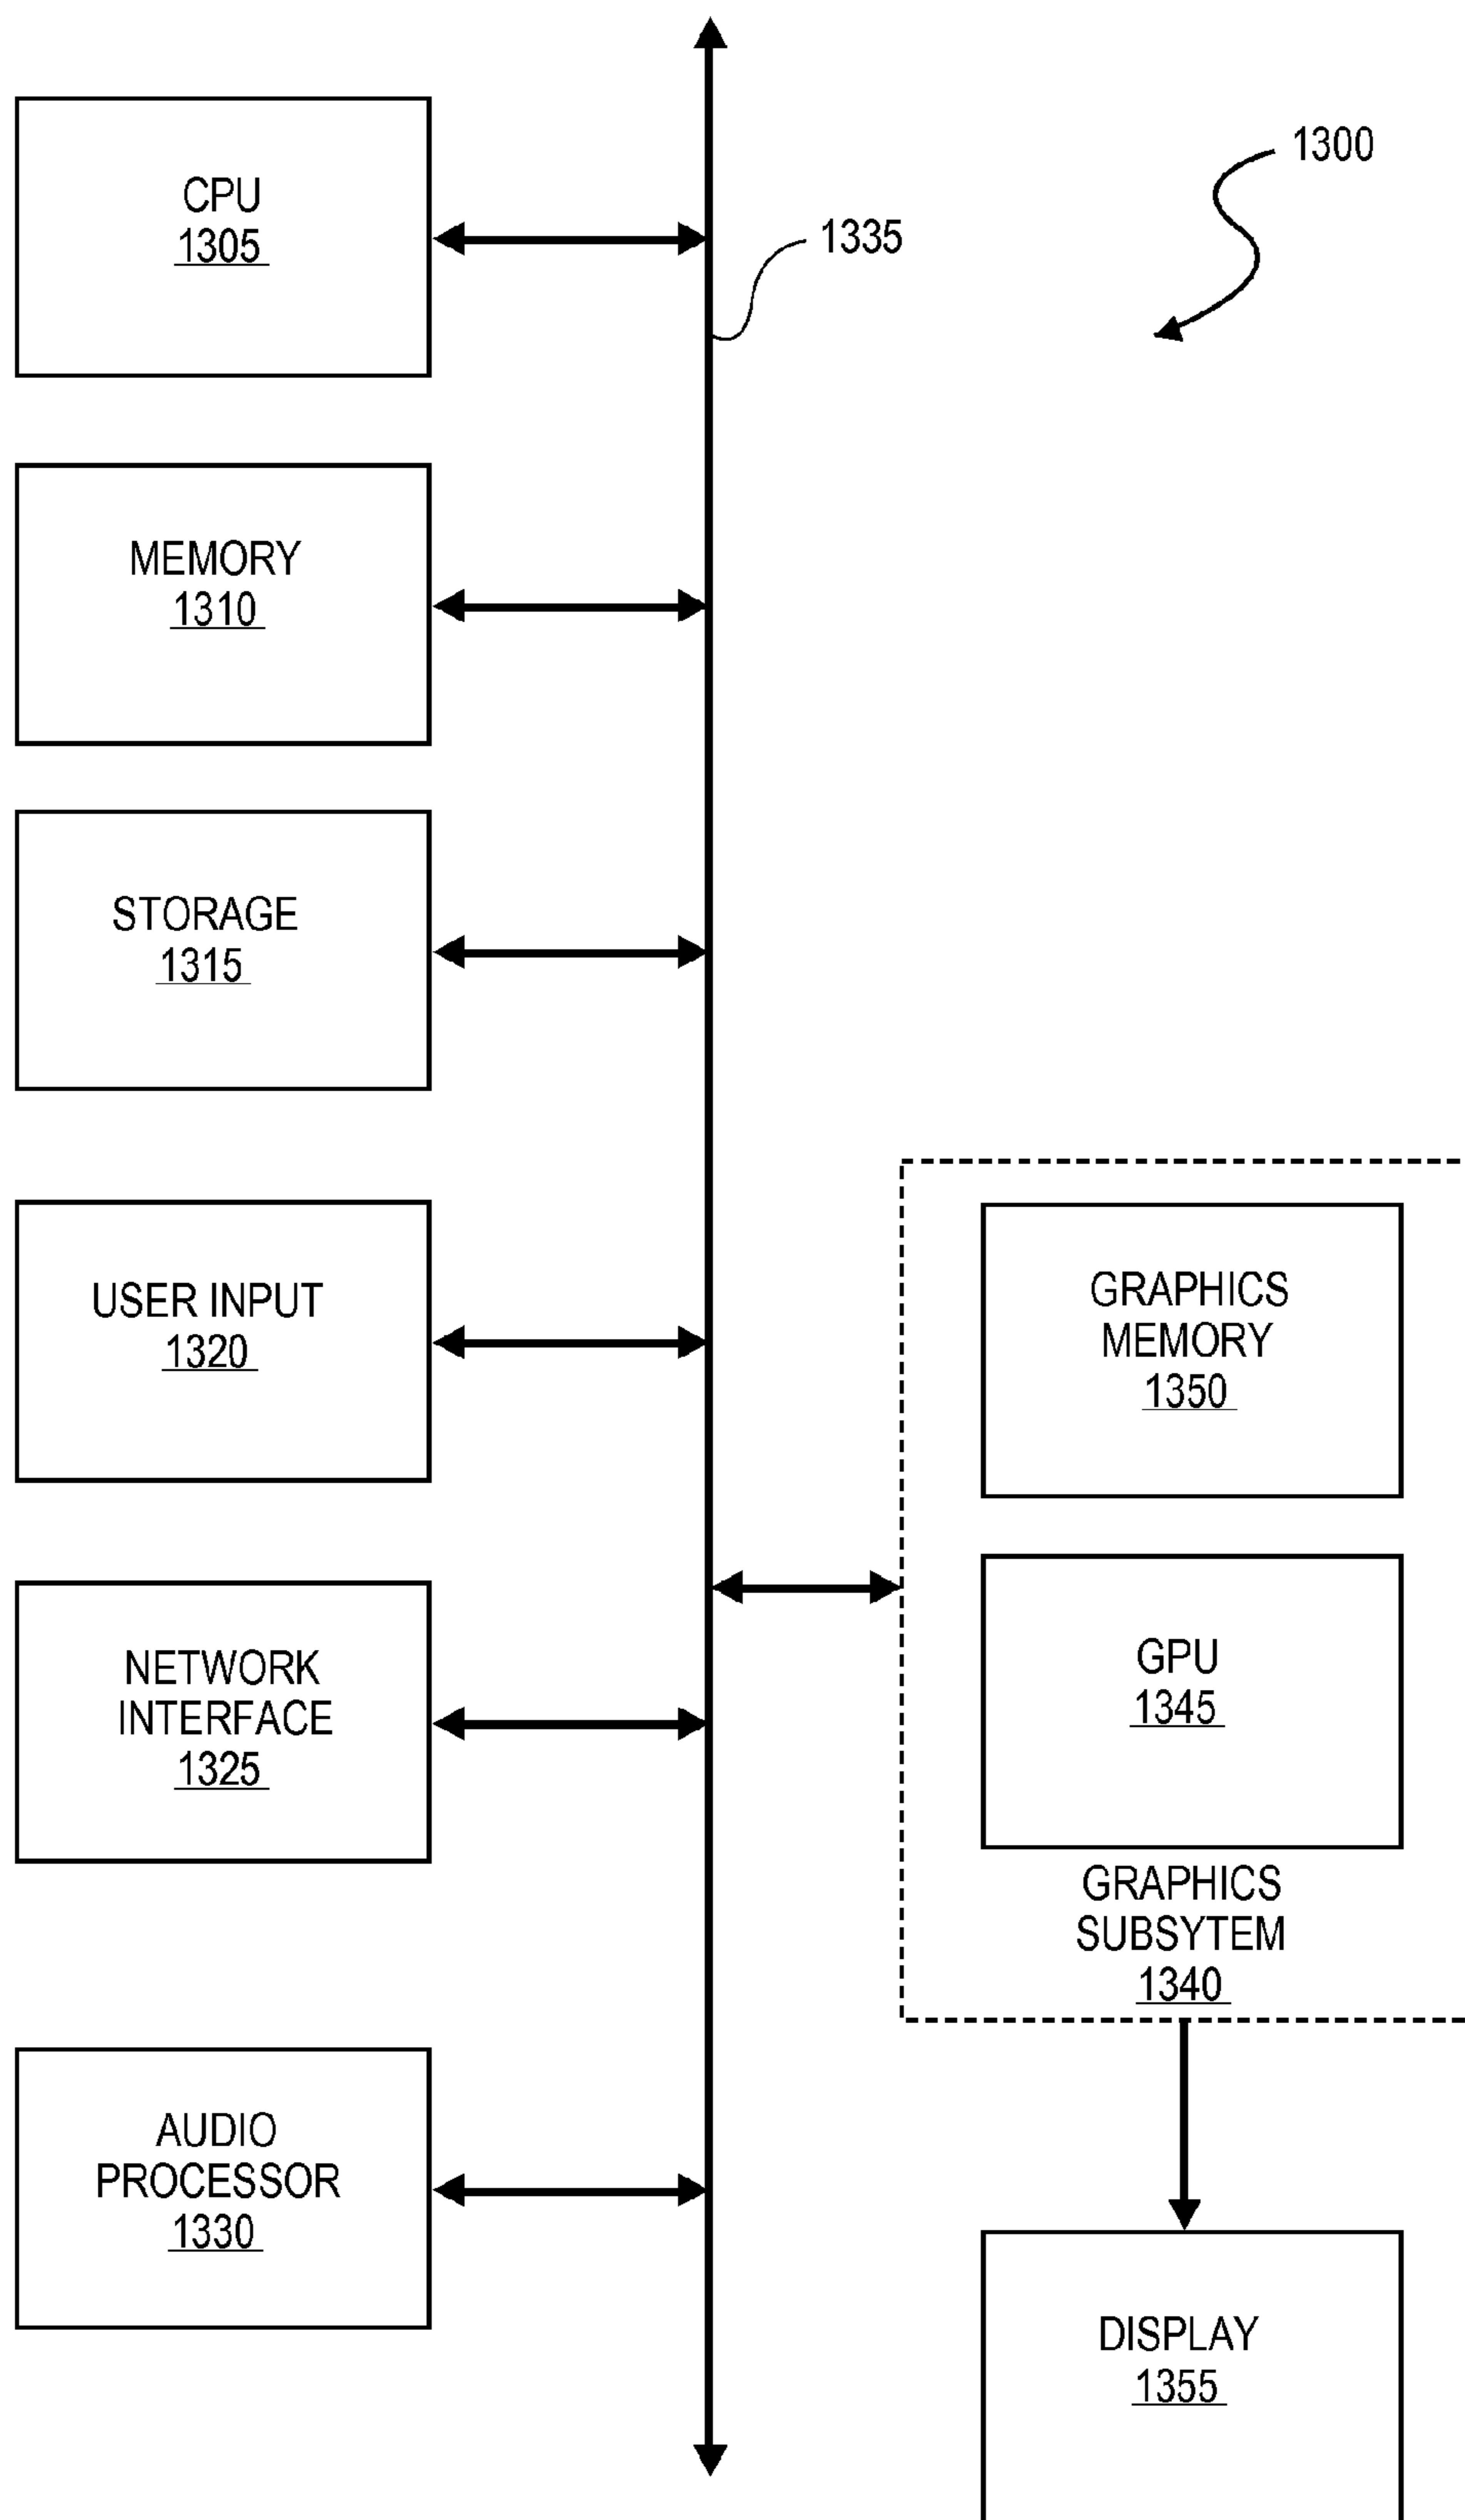 1300
CPU
1305
1335
MEMORY
1310
STORAGE
1315
USER INPUT
1320
GRAPHICS
MEMORY
1350
NETWORK
INTERFACE
1325
GPU
1345
GRAPHICS
SUBSYTEM
1340
AUDIO
PROCESSOR
1330
DISPLAY
1355